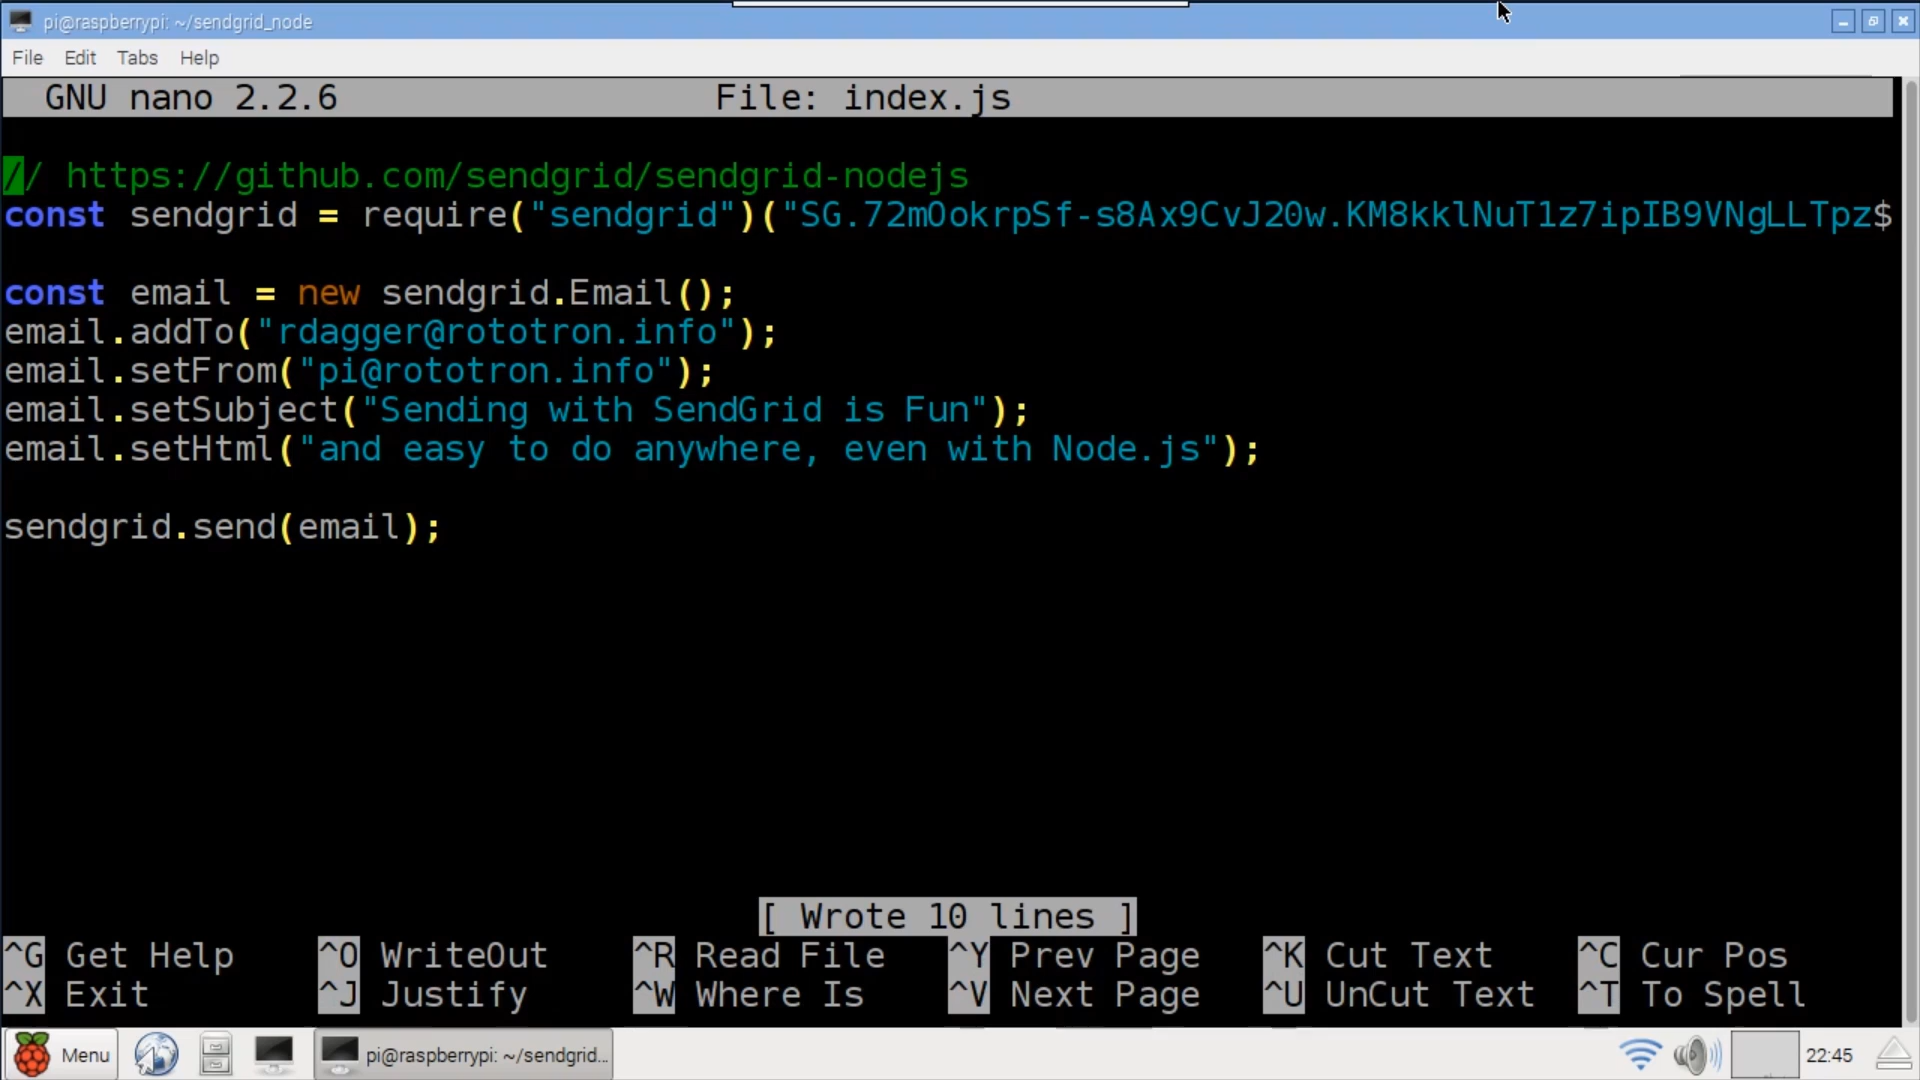 pi@raspberrypi: ~/sendgrid_node
File Edit Tabs Help
GNU nano 2.2.6 File: index.js
// https://github.com/sendgrid/sendgrid-nodejs
const sendgrid = require("sendgrid")("SG.72mOokrpSf-s8Ax9CvJ20w.KM8kklNuT1z7ipIB9VNgLLTpz$
const email = new sendgrid.Email();
email.addTo("rdagger@rototron.info");
email.setFrom("pi@rototron.info");
email.setSubject("Sending with SendGrid is Fun");
email.setHtml("and easy to do anywhere, even with Node.js");
sendgrid.send(email);
[ Wrote 10 lines ]
^G Get Help ^O WriteOut ^R Read File ^Y Prev Page ^K Cut Text ^C Cur Pos
^X Exit ^J Justify ^W Where Is ^V Next Page ^U UnCut Text ^T To Spell
Menu pi@raspberrypi: ~/sendgrid... 22:45